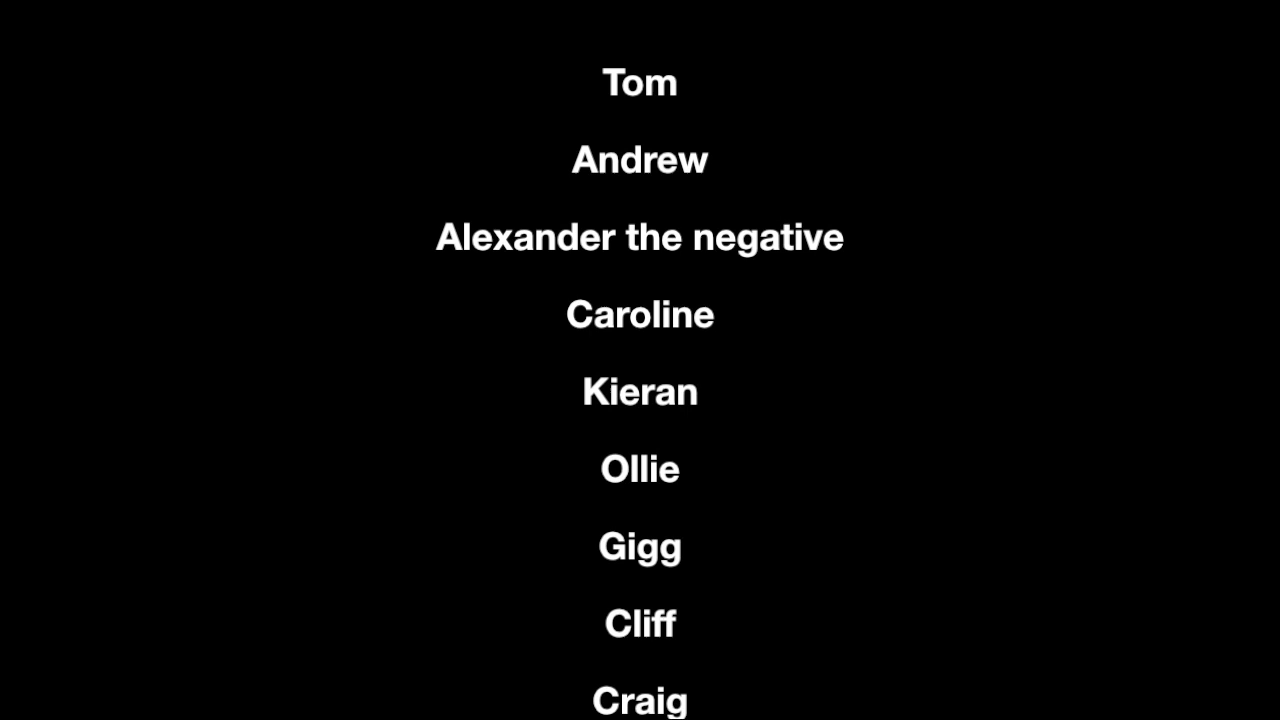 Tom
Andrew
Alexander the negative
Caroline
Kieran
Ollie
Gigg
Cliff
Craig